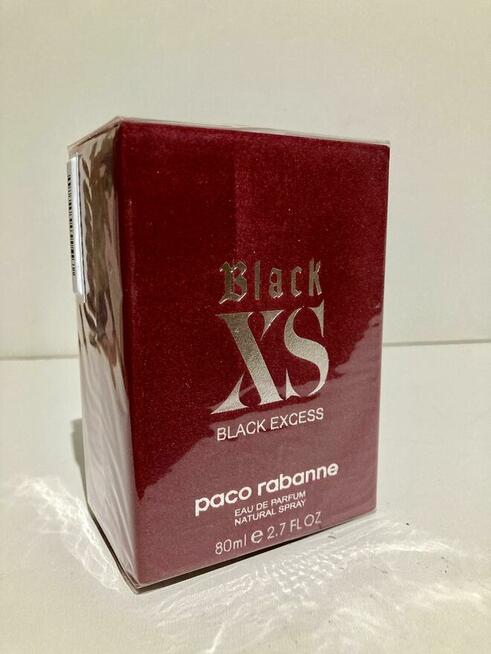 Black
XS
BLACK EXCESS
paco rabanne
EAU DE PARFUM
NATURAL SPRAY
80ml e 2.7 FL OZ